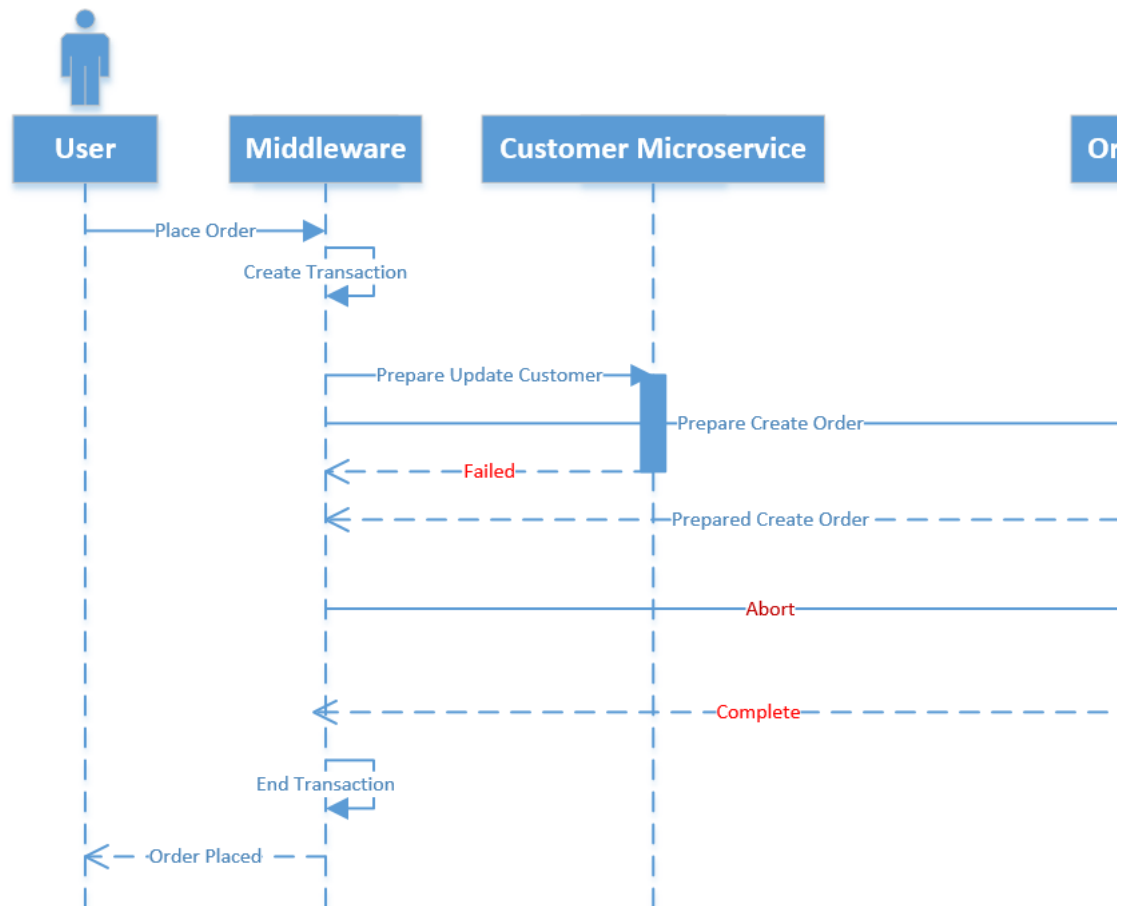 User
Middleware
Customer Microservice
Or
Place Order
Create Transaction
Prepare Update Customer
Prepare Create Order
Failed
Prepared Create Order
Abort
Complete
End Transaction
Order Placed